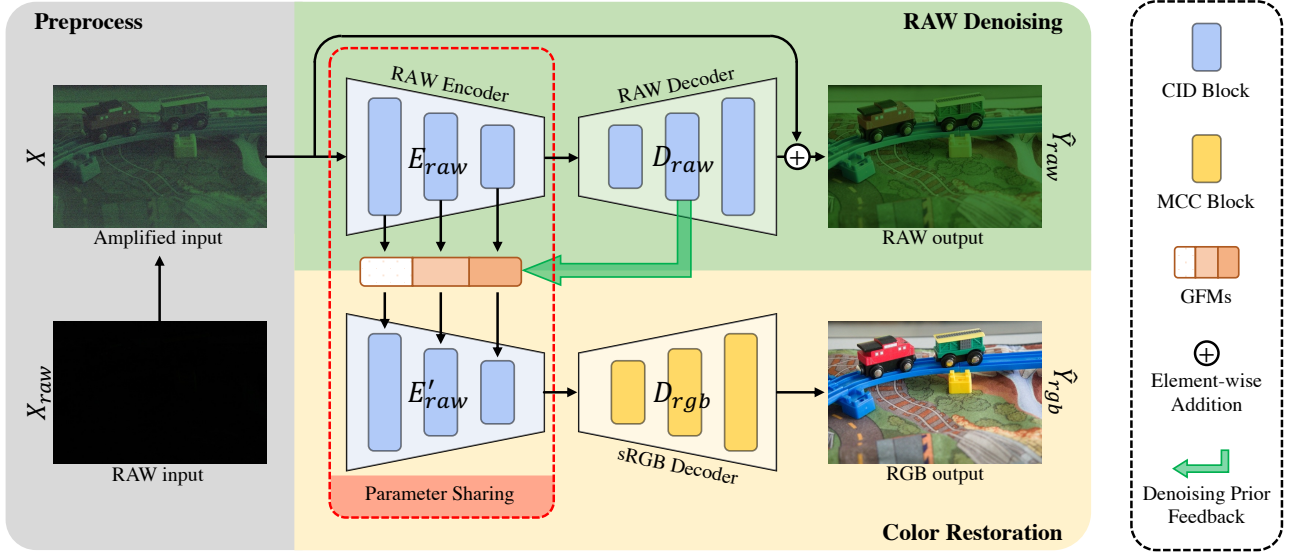 Preprocess
RAW Denoising
RAW Encoder
RAW Decoder
X
E_raw
D_raw
Ŷ_raw
Amplified input
RAW output
X_raw
E'_raw
D_rgb
Ŷ_rgb
RAW input
sRGB Decoder
RGB output
Parameter Sharing
Color Restoration
CID Block
MCC Block
GFMs
Element-wise
Addition
Denoising Prior
Feedback